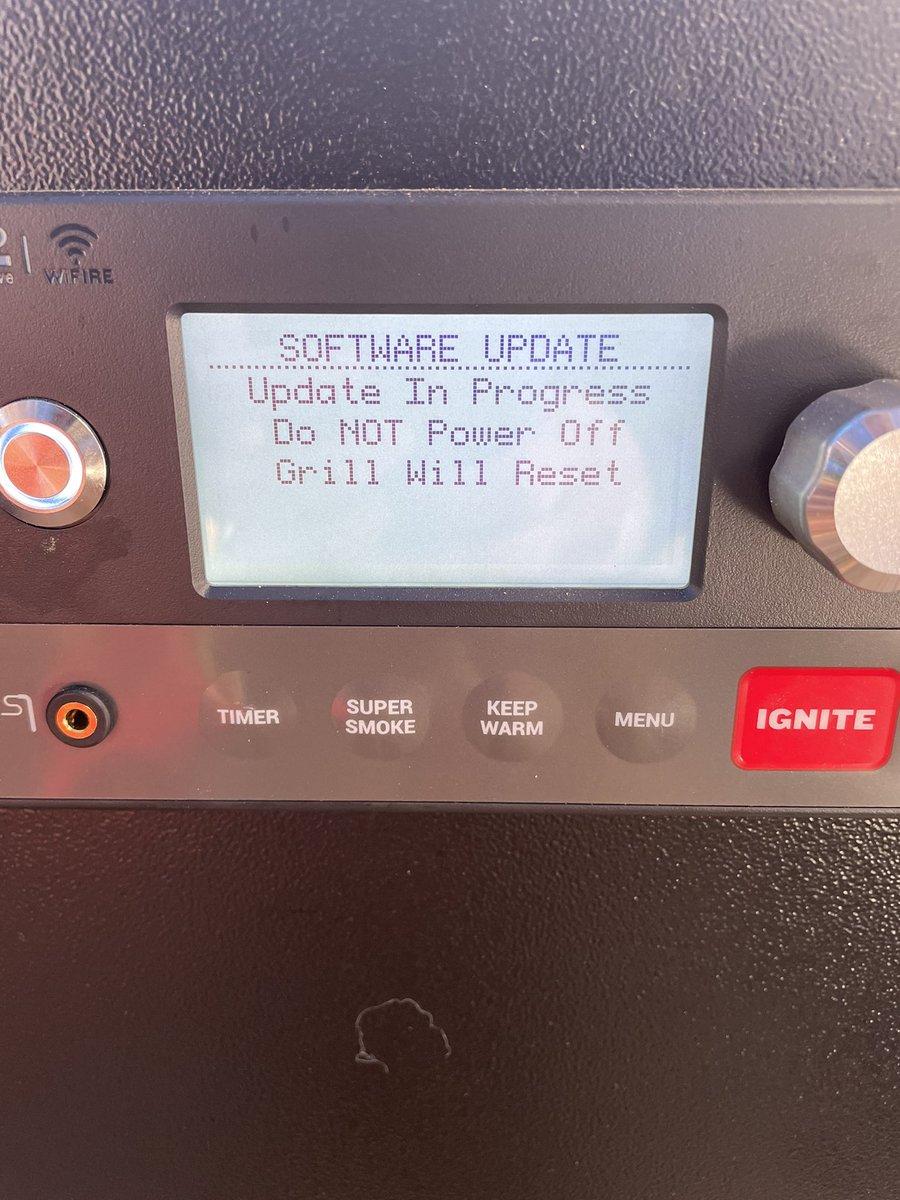 WiFIRE
SOFTWARE UPDATE
Update In Progress
Do NOT Power Off
Grill Will Reset
TIMER
SUPER
SMOKE
KEEP
WARM
MENU
IGNITE